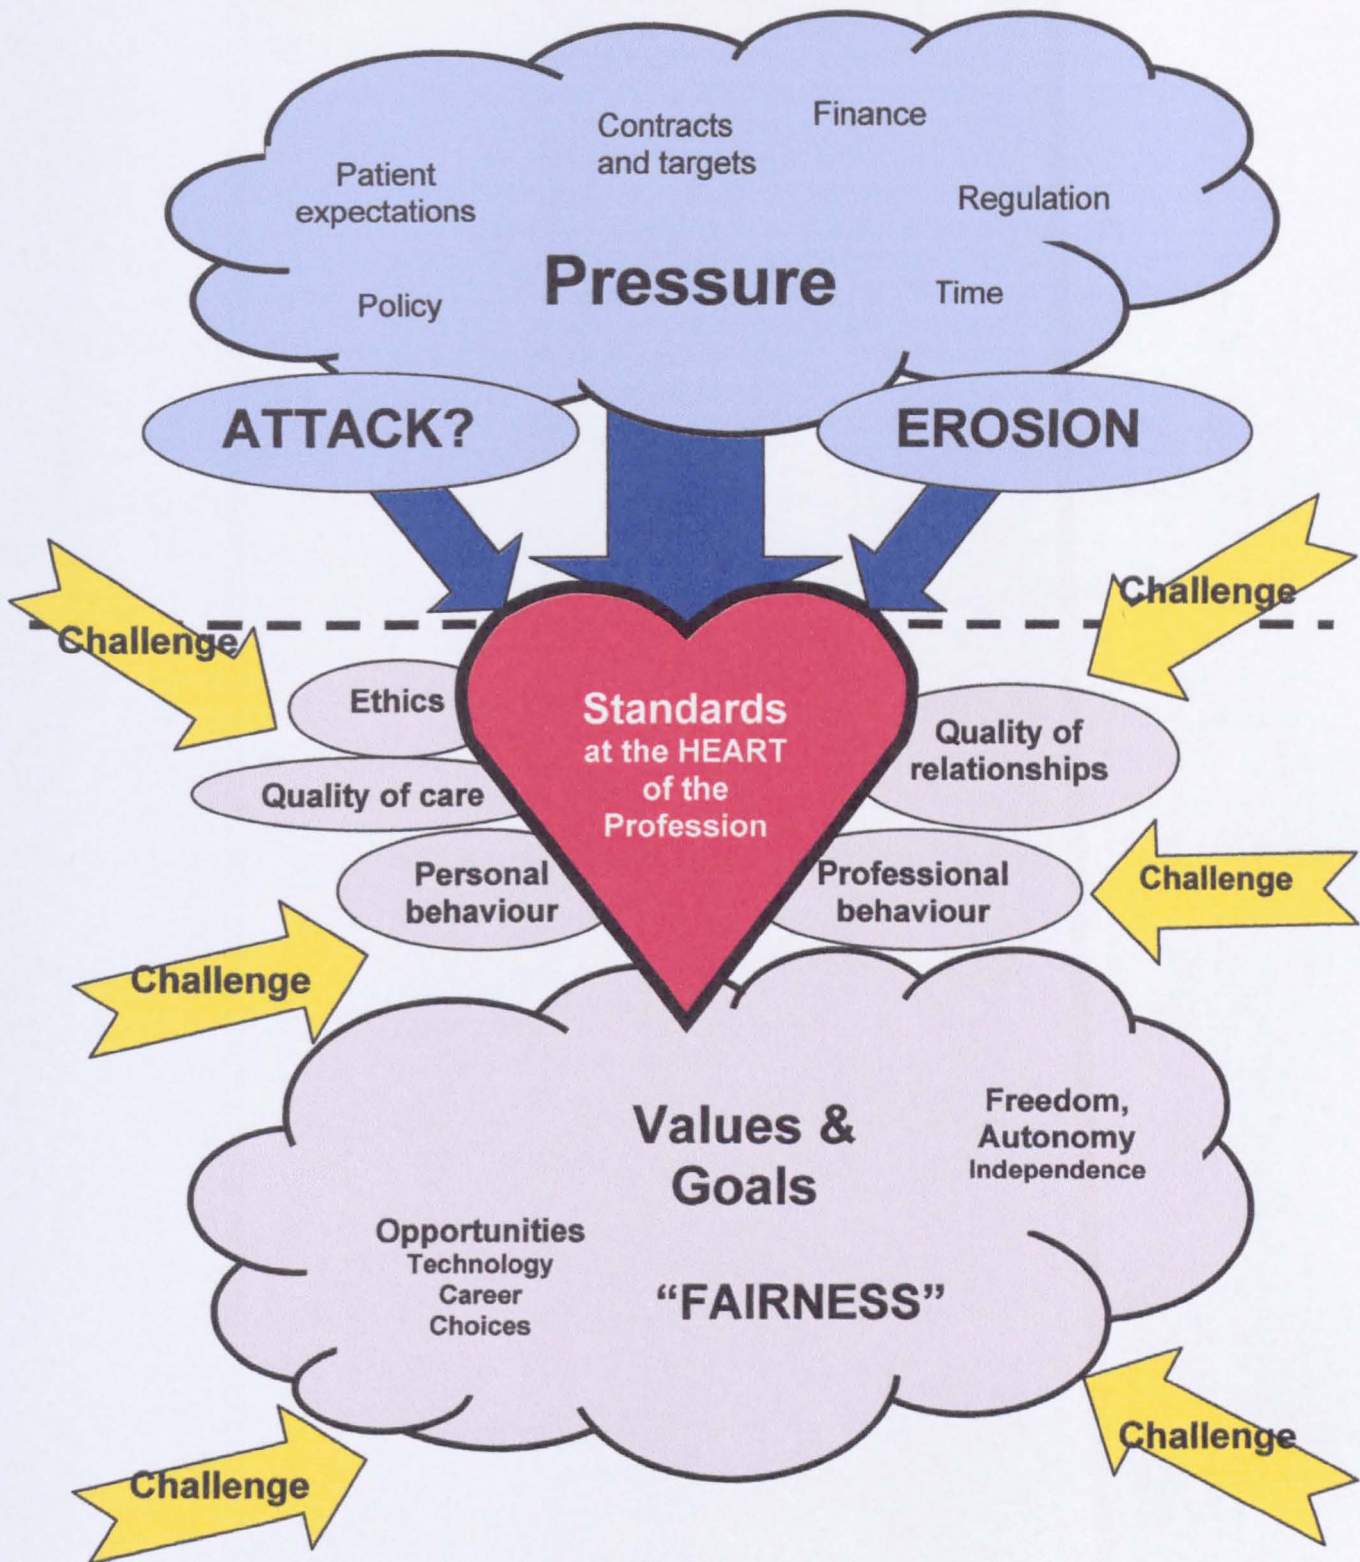 Contracts
and targets
Finance
Patient
expectations
Regulation
Pressure
Policy
Time
ATTACK?
EROSION
Challenge
Challenge
Ethics
Standards
at the HEART
of the
Profession
Quality of
relationships
Quality of care
Personal
behaviour
Professional
behaviour
Challenge
Challenge
Values &
Goals
Freedom,
Autonomy
Independence
Opportunities
Technology
Career
Choices
“FAIRNESS”
Challenge
Challenge